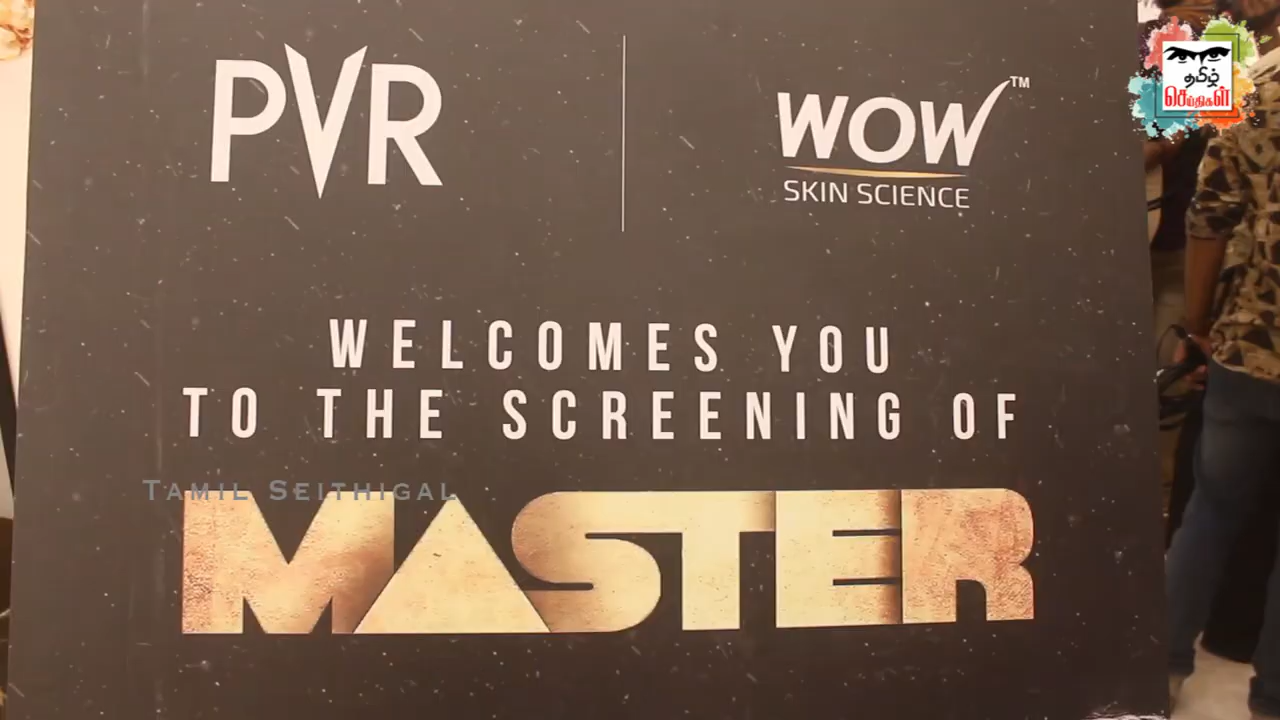 PVR
WOW™
SKIN SCIENCE
தமிழ்
செய்திகள்
WELCOMES YOU
TO THE SCREENING OF
TAMIL SEITHIGAL
MASTER